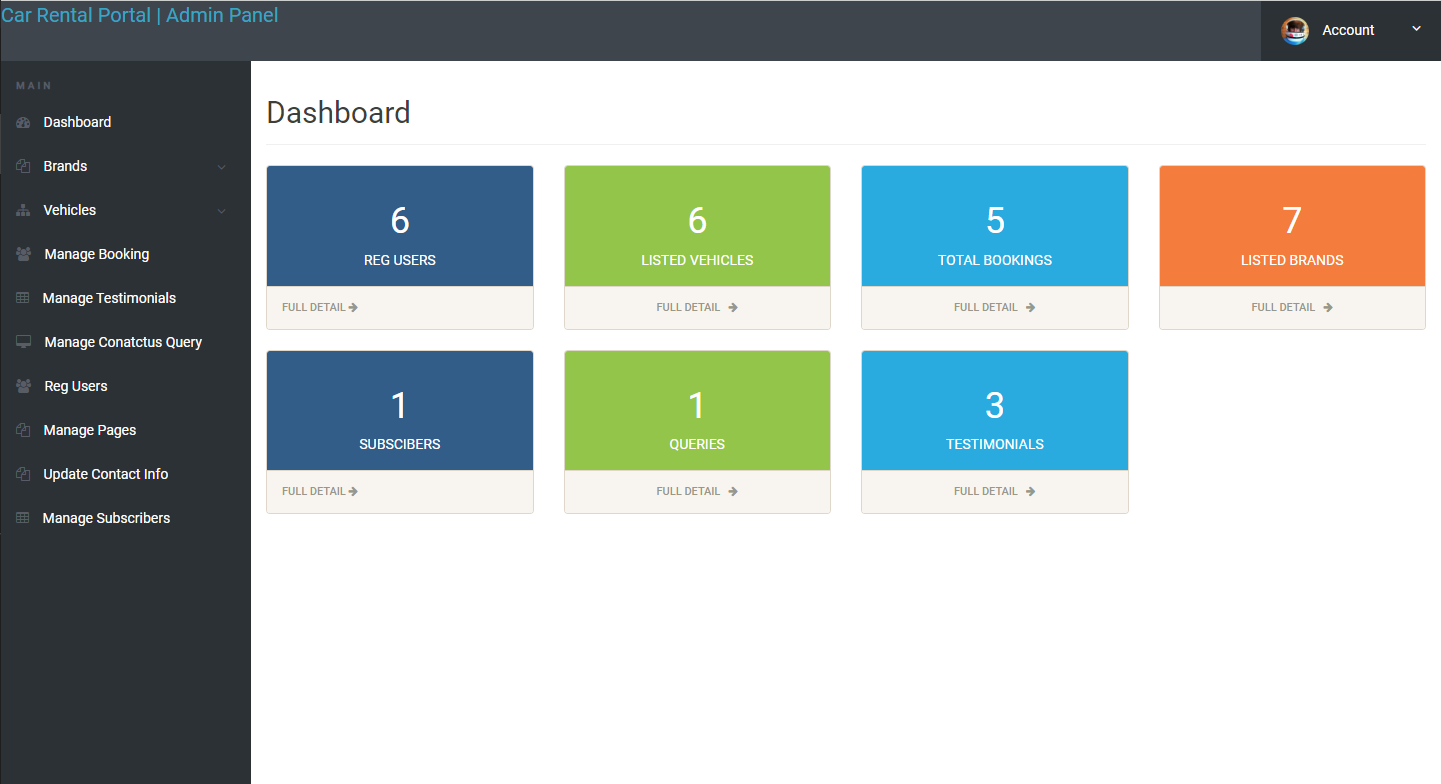 Car Rental Portal | Admin Panel
Account
MAIN
Dashboard
Brands
Vehicles
Manage Booking
Manage Testimonials
Manage Conatctus Query
Reg Users
Manage Pages
Update Contact Info
Manage Subscribers
Dashboard
6
REG USERS
FULL DETAIL
6
LISTED VEHICLES
FULL DETAIL
5
TOTAL BOOKINGS
FULL DETAIL
7
LISTED BRANDS
FULL DETAIL
1
SUBSCIBERS
FULL DETAIL
1
QUERIES
FULL DETAIL
3
TESTIMONIALS
FULL DETAIL